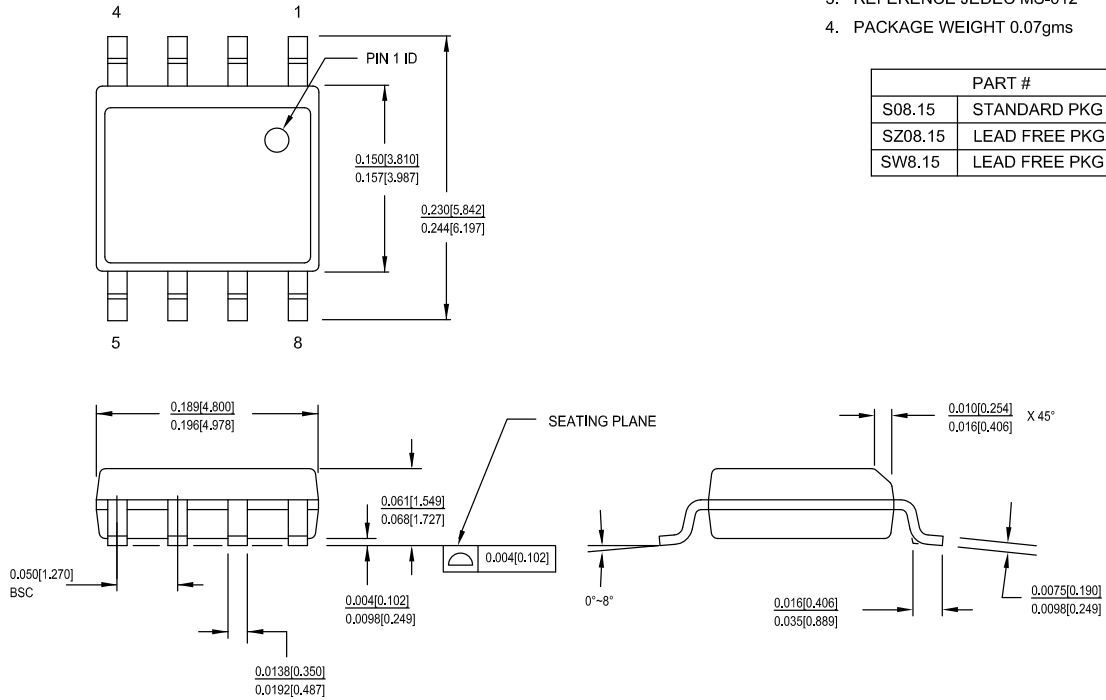 3. REFERENCE JEDEC MS-012
4. PACKAGE WEIGHT 0.07gms
PART #
S08.15 STANDARD PKG
SZ08.15 LEAD FREE PKG
SW8.15 LEAD FREE PKG
4 1
PIN 1 ID
0.150[3.810]
0.157[3.987]
0.230[5.842]
0.244[6.197]
5 8
0.189[4.800]
0.196[4.978]
SEATING PLANE
0.010[0.254]
0.016[0.406]
X 45°
0.061[1.549]
0.068[1.727]
0.004[0.102]
0.050[1.270]
BSC
0.004[0.102]
0.0098[0.249]
0°~8°
0.016[0.406]
0.035[0.889]
0.0075[0.190]
0.0098[0.249]
0.0138[0.350]
0.0192[0.487]